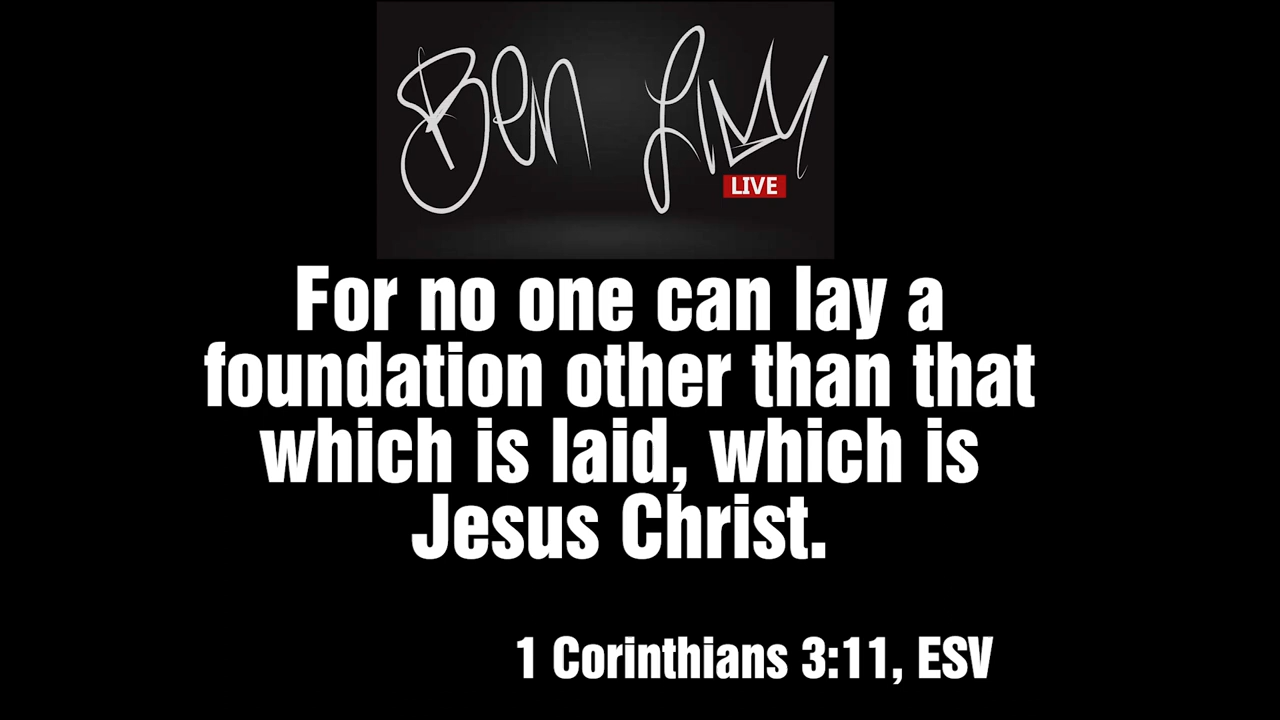 Ben
LIVE
For no one can lay a
foundation other than that
which is laid, which is
Jesus Christ.
1 Corinthians 3:11, ESV